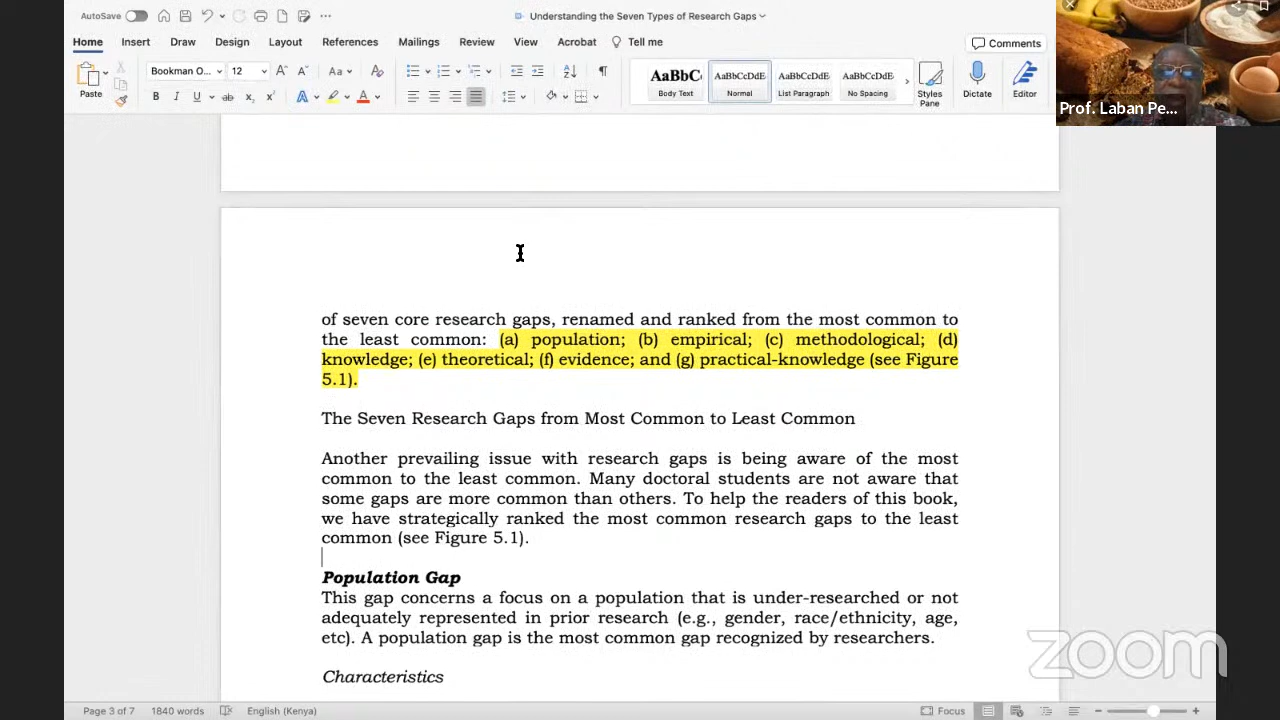 AutoSave
Understanding the Seven Types of Research Gaps
Home Insert Draw Design Layout References Mailings Review View Acrobat Tell me
Comments
Paste
Bookman O... 12
AaBbC AaBbCcDdE AaBbCcDdE AaBbCcDdE
Body Text Normal List Paragraph No Spacing
Styles Pane
Dictate
Editor
Prof. Laban Pe...
of seven core research gaps, renamed and ranked from the most common to
the least common: (a) population; (b) empirical; (c) methodological; (d)
knowledge; (e) theoretical; (f) evidence; and (g) practical-knowledge (see Figure
5.1).
The Seven Research Gaps from Most Common to Least Common
Another prevailing issue with research gaps is being aware of the most
common to the least common. Many doctoral students are not aware that
some gaps are more common than others. To help the readers of this book,
we have strategically ranked the most common research gaps to the least
common (see Figure 5.1).
Population Gap
This gap concerns a focus on a population that is under-researched or not
adequately represented in prior research (e.g., gender, race/ethnicity, age,
etc). A population gap is the most common gap recognized by researchers.
Characteristics
zoom
Page 3 of 7 1840 words English (Kenya) Focus